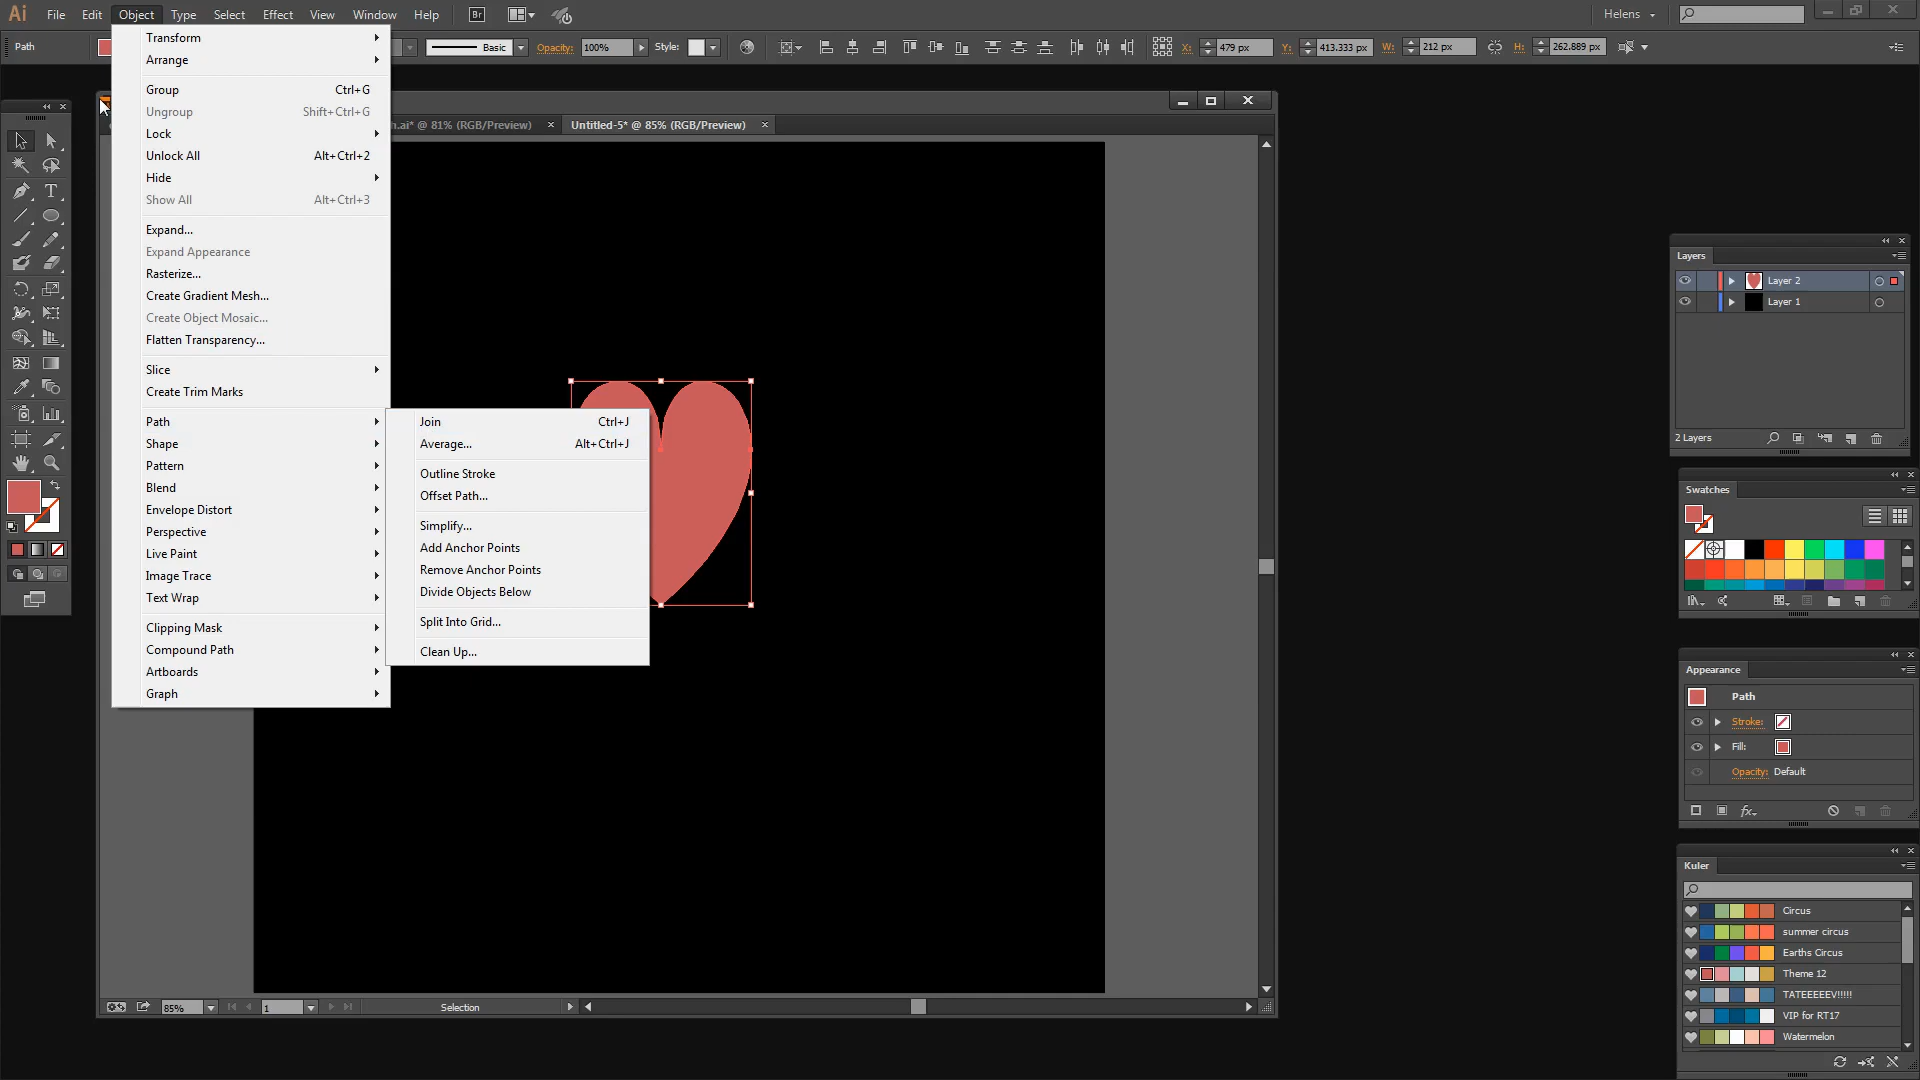 Ai File Edit Object Type Select Effect View Window Help Br Helens
Path Basic Opacity: 100% Style: X: 479 px Y: 413.333 px W: 212 px H: 262.889 px
Transform
Arrange
Group Ctrl+G
Ungroup Shift+Ctrl+G
Lock
Unlock All Alt+Ctrl+2
Hide
Show All Alt+Ctrl+3
Expand...
Expand Appearance
Rasterize...
Create Gradient Mesh...
Create Object Mosaic...
Flatten Transparency...
Slice
Create Trim Marks
Path
Shape
Pattern
Blend
Envelope Distort
Perspective
Live Paint
Image Trace
Text Wrap
Clipping Mask
Compound Path
Artboards
Graph
Join Ctrl+J
Average... Alt+Ctrl+J
Outline Stroke
Offset Path...
Simplify...
Add Anchor Points
Remove Anchor Points
Divide Objects Below
Split Into Grid...
Clean Up...
h.ai* @ 81% (RGB/Preview) Untitled-5* @ 85% (RGB/Preview)
85% 1 Selection
Layers
Layer 2
Layer 1
2 Layers
Swatches
Appearance
Path
Stroke:
Fill:
Opacity: Default
fx
Kuler
Circus
summer circus
Earths Circus
Theme 12
TATEEEEEV!!!!!
VIP for RT17
Watermelon